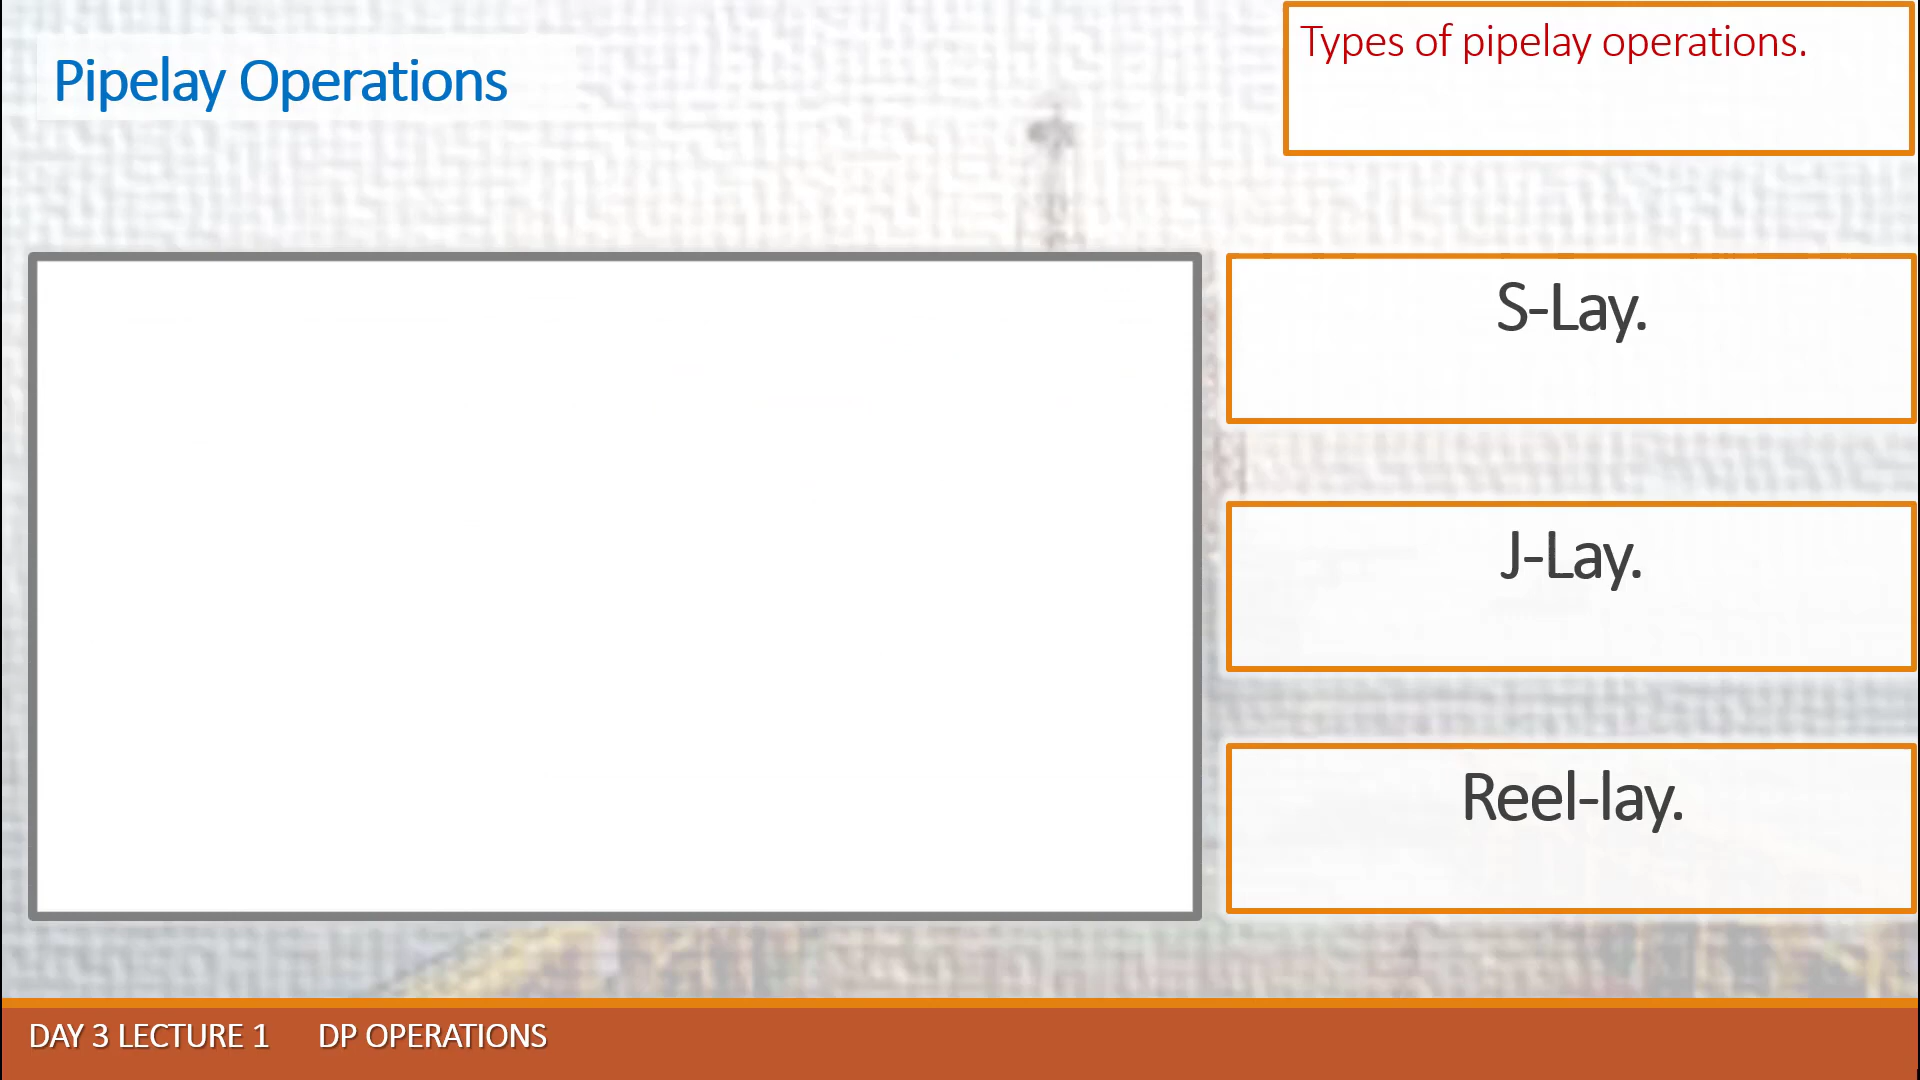 Pipelay Operations
Types of pipelay operations.
S-Lay.
J-Lay.
Reel-lay.
DAY 3 LECTURE 1 DP OPERATIONS